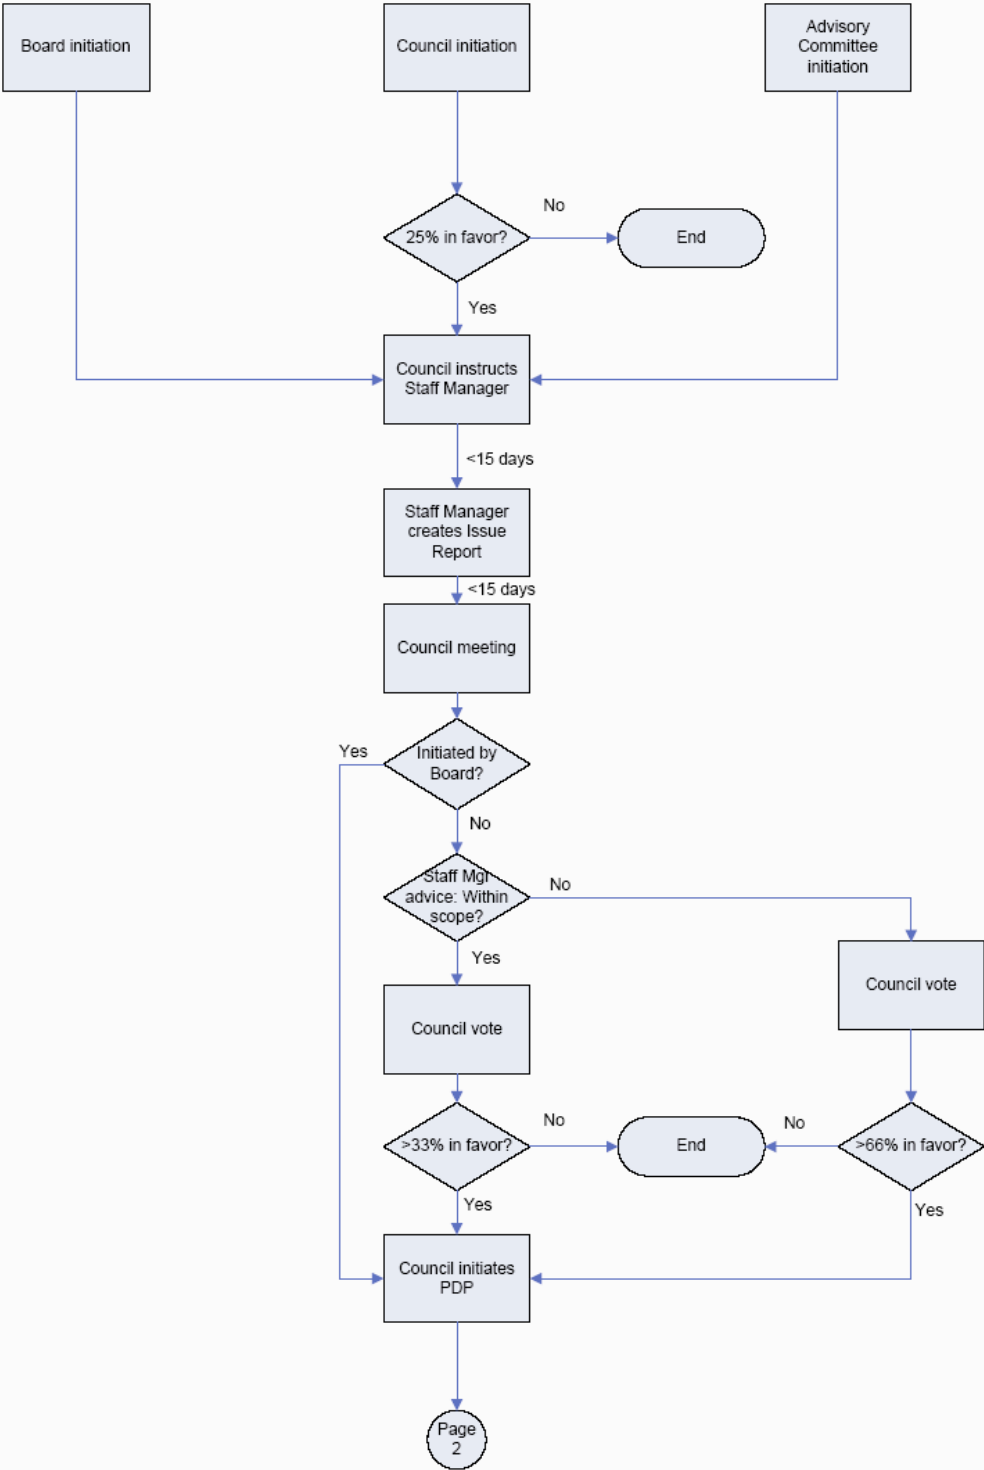 Board initiation
Council initiation
Advisory
Committee
initiation
25% in favor?
No
End
Yes
Council instructs
Staff Manager
<15 days
Staff Manager
creates Issue
Report
<15 days
Council meeting
Yes
Initiated by
Board?
No
Staff Mgr
advice: Within
scope?
No
Yes
Council vote
Council vote
>33% in favor?
No
End
No
>66% in favor?
Yes
Yes
Council initiates
PDP
Page
2